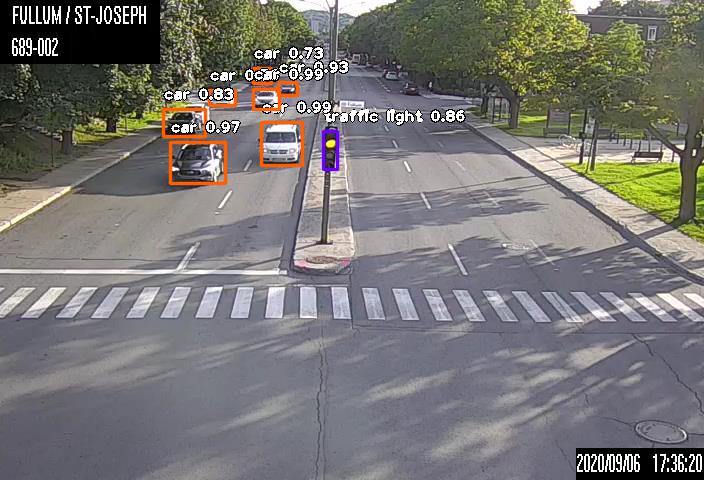 FULLUM / ST-JOSEPH
689-002
car 0.73
car 0.93
car 0.99
car 0.83
car 0.99
traffic light 0.86
car 0.97
2020/09/06 17:36:20